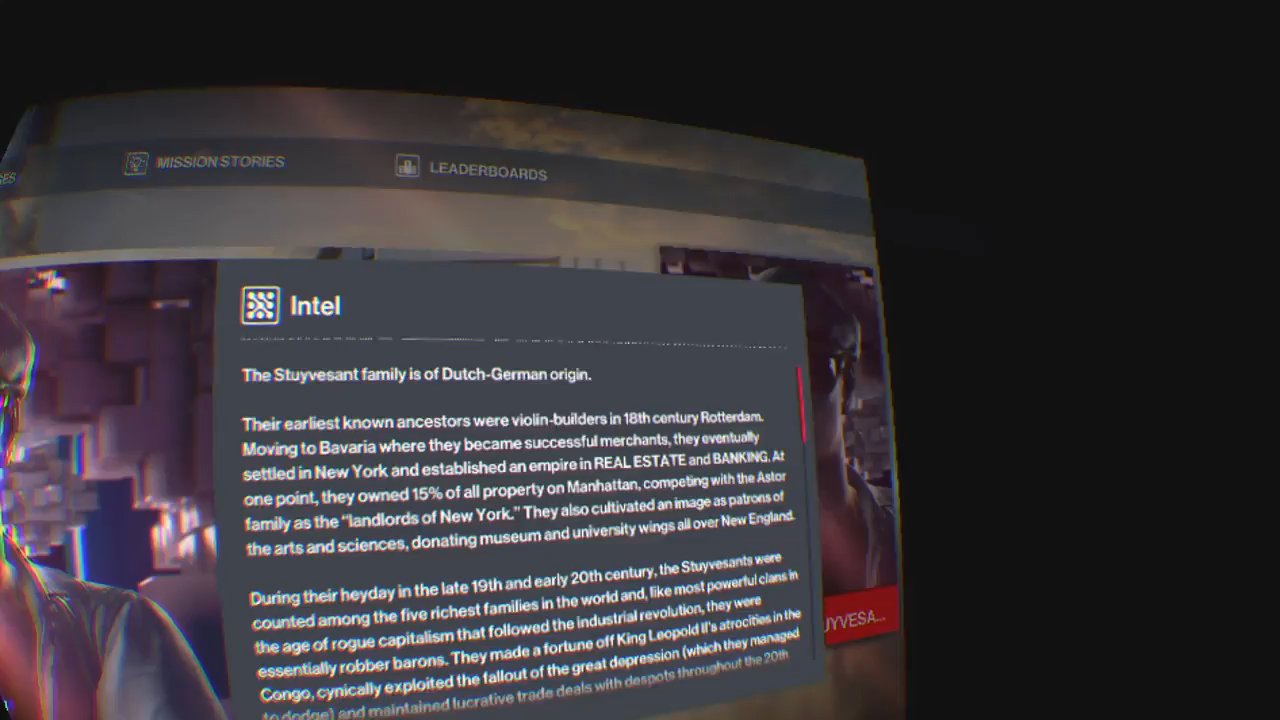 SES
MISSION STORIES
LEADERBOARDS
Intel
The Stuyvesant family is of Dutch-German origin.
Their earliest known ancestors were violin-builders in 18th century Rotterdam.
Moving to Bavaria where they became successful merchants, they eventually
settled in New York and established an empire in REAL ESTATE and BANKING. At
one point, they owned 15% of all property on Manhattan, competing with the Astor
family as the “landlords of New York.” They also cultivated an image as patrons of
the arts and sciences, donating museum and university wings all over New England.
During their heyday in the late 19th and early 20th century, the Stuyvesants were
counted among the five richest families in the world and, like most powerful clans in
the age of rogue capitalism that followed the industrial revolution, they were
essentially robber barons. They made a fortune off King Leopold II's atrocities in the
Congo, cynically exploited the fallout of the great depression (which they managed
to dodge) and maintained lucrative trade deals with despots throughout the 20th
UYVESA...